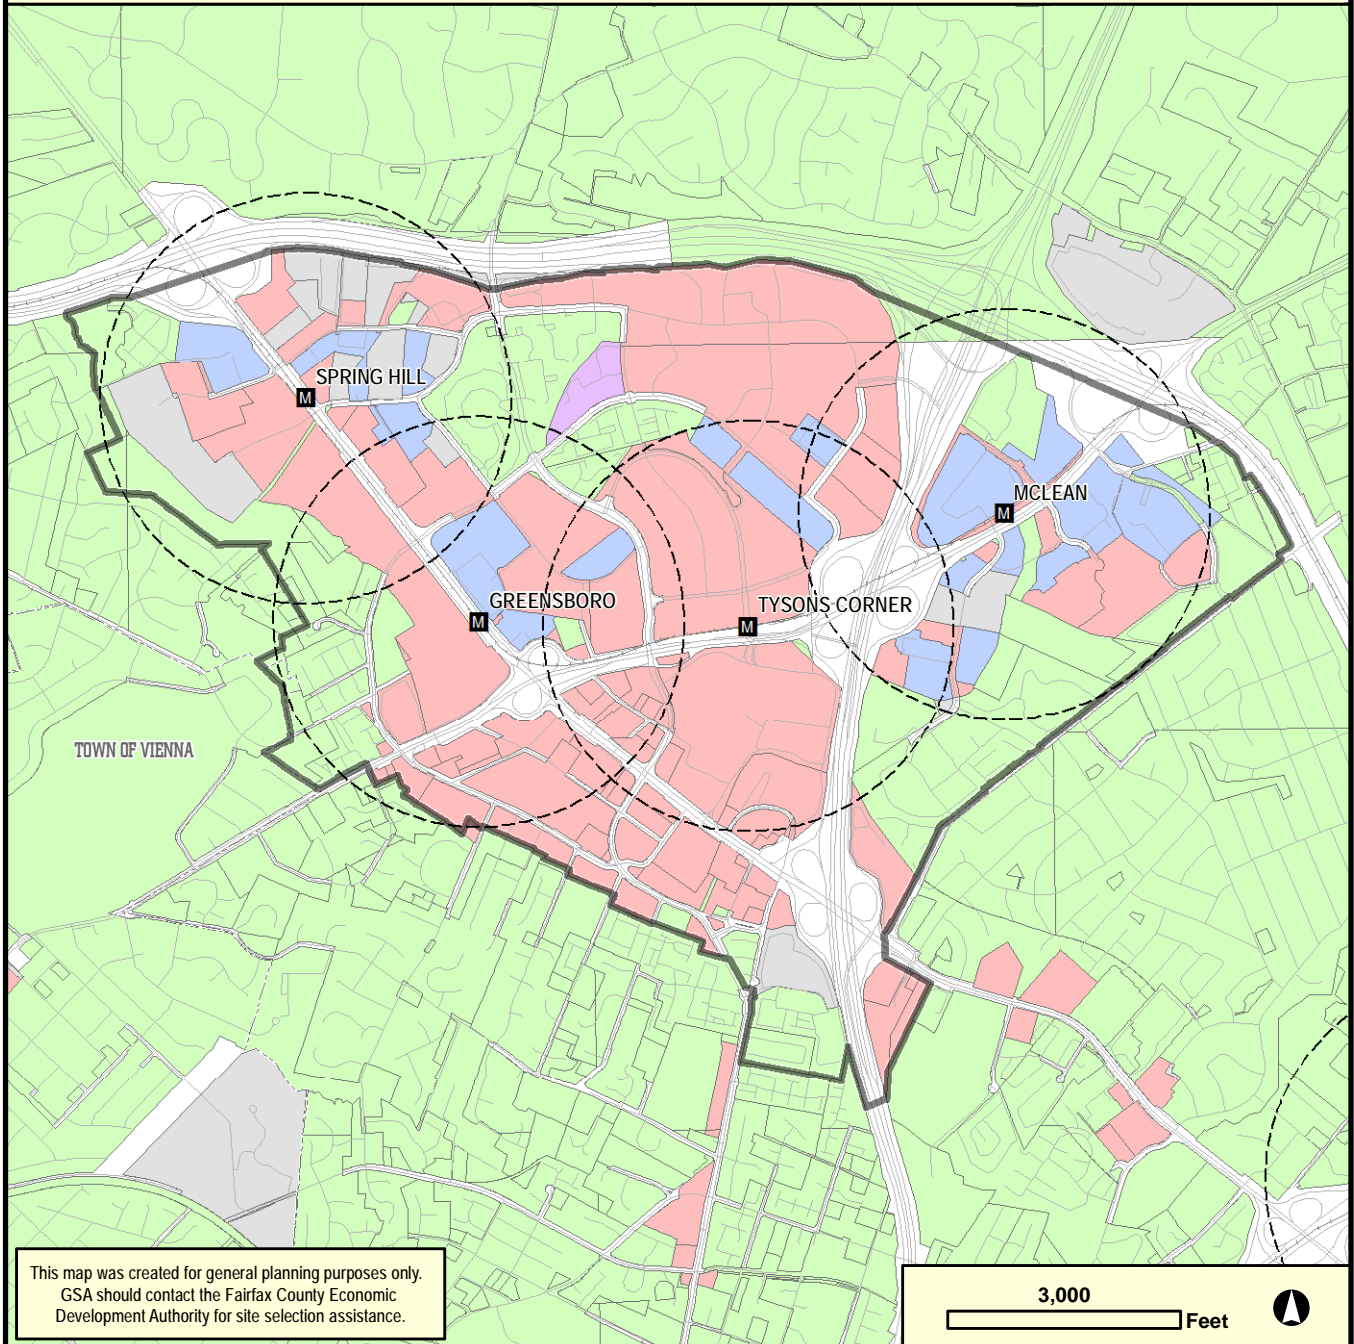 SPRING HILL
M
MCLEAN
M
GREENSBORO
M
TYSONS CORNER
M
TOWN OF VIENNA
This map was created for general planning purposes only.
GSA should contact the Fairfax County Economic
Development Authority for site selection assistance.
3,000
Feet